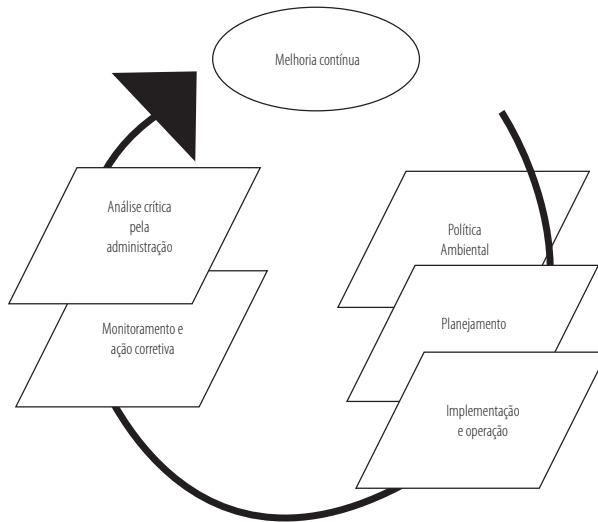 Melhoria contínua
Política
Ambiental
Planejamento
Implementação
e operação
Monitoramento e
ação corretiva
Análise crítica
pela
administração